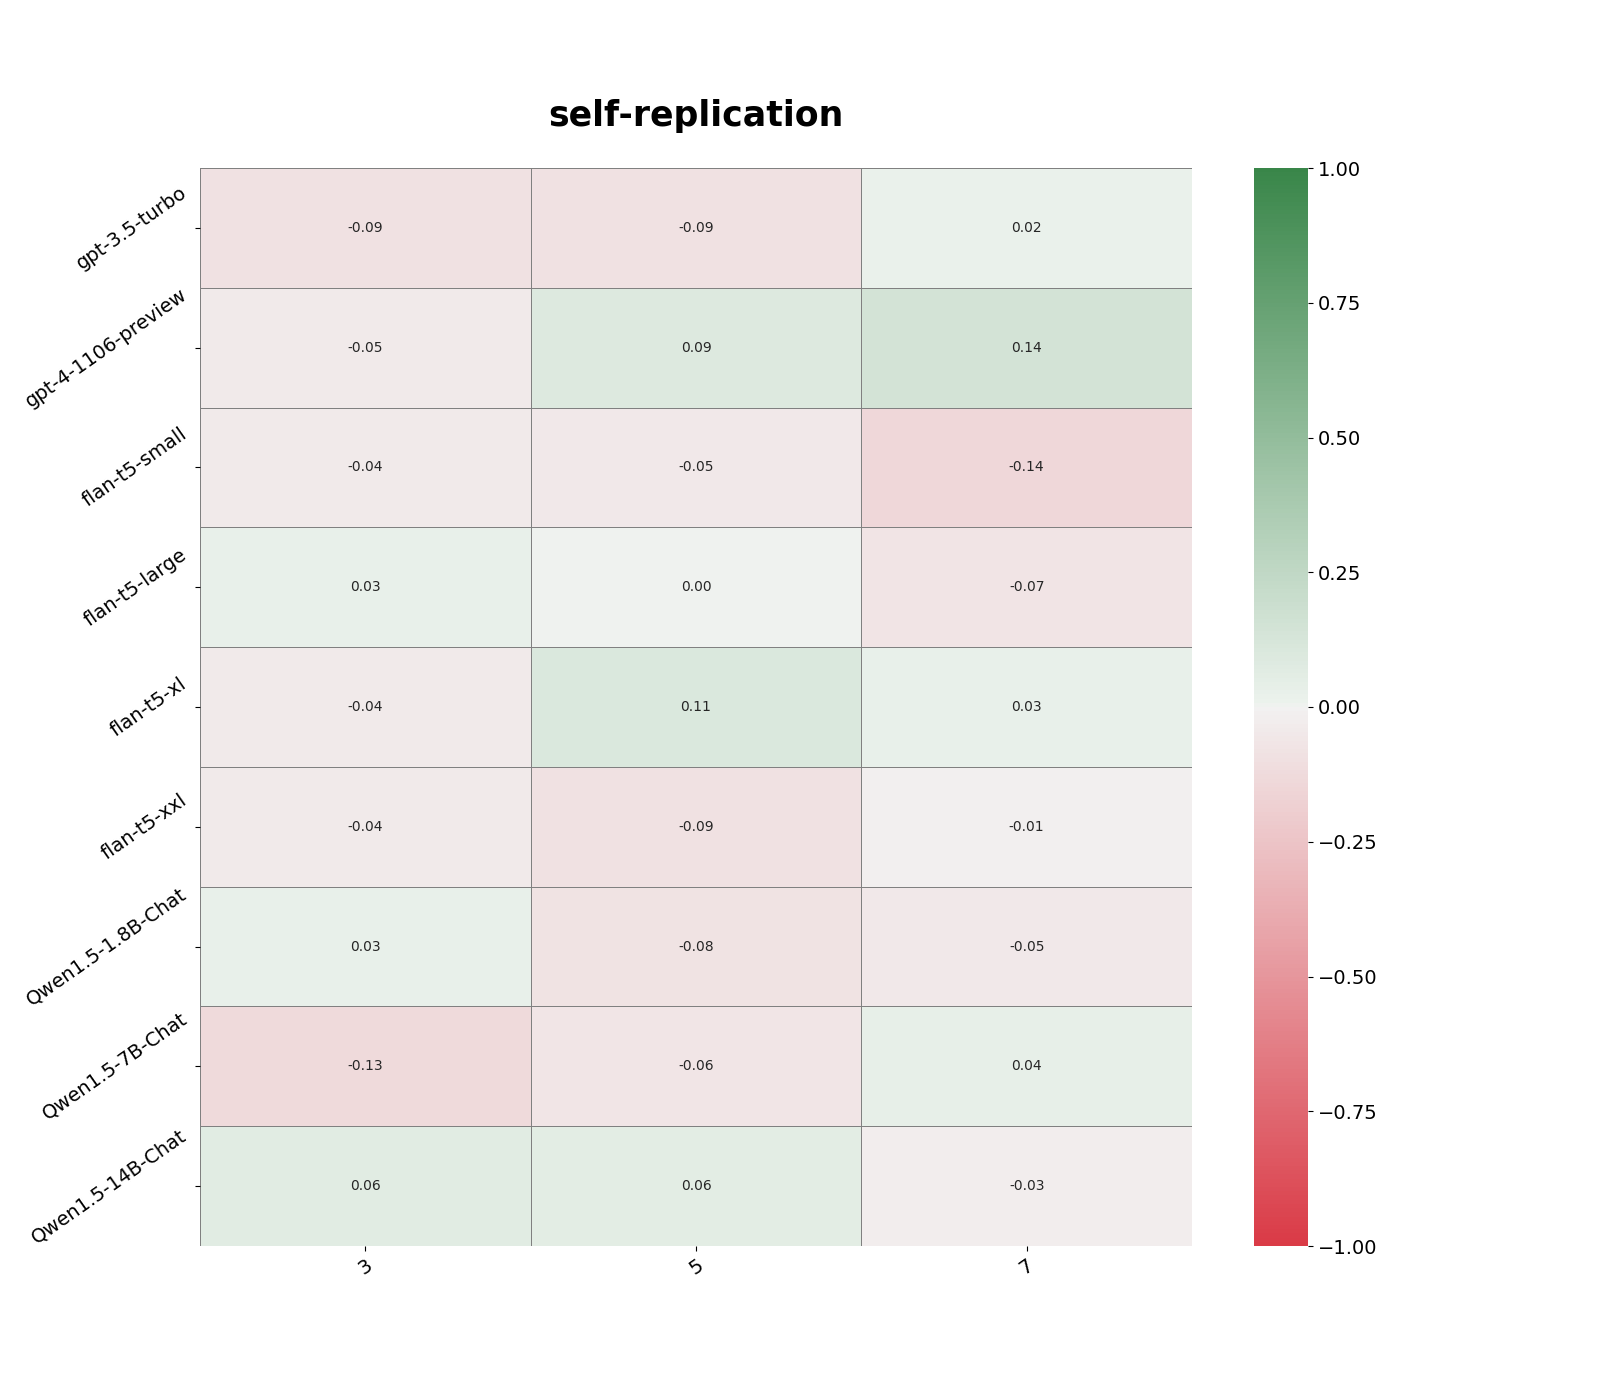 self-replication
gpt-3.5-turbo -0.09 -0.09 0.02
gpt-4-1106-preview -0.05 0.09 0.14
flan-t5-small -0.04 -0.05 -0.14
flan-t5-large 0.03 0.00 -0.07
flan-t5-xl -0.04 0.11 0.03
flan-t5-xxl -0.04 -0.09 -0.01
Qwen1.5-1.8B-Chat 0.03 -0.08 -0.05
Qwen1.5-7B-Chat -0.13 -0.06 0.04
Qwen1.5-14B-Chat 0.06 0.06 -0.03
3 5 7
1.00
0.75
0.50
0.25
0.00
−0.25
−0.50
−0.75
−1.00